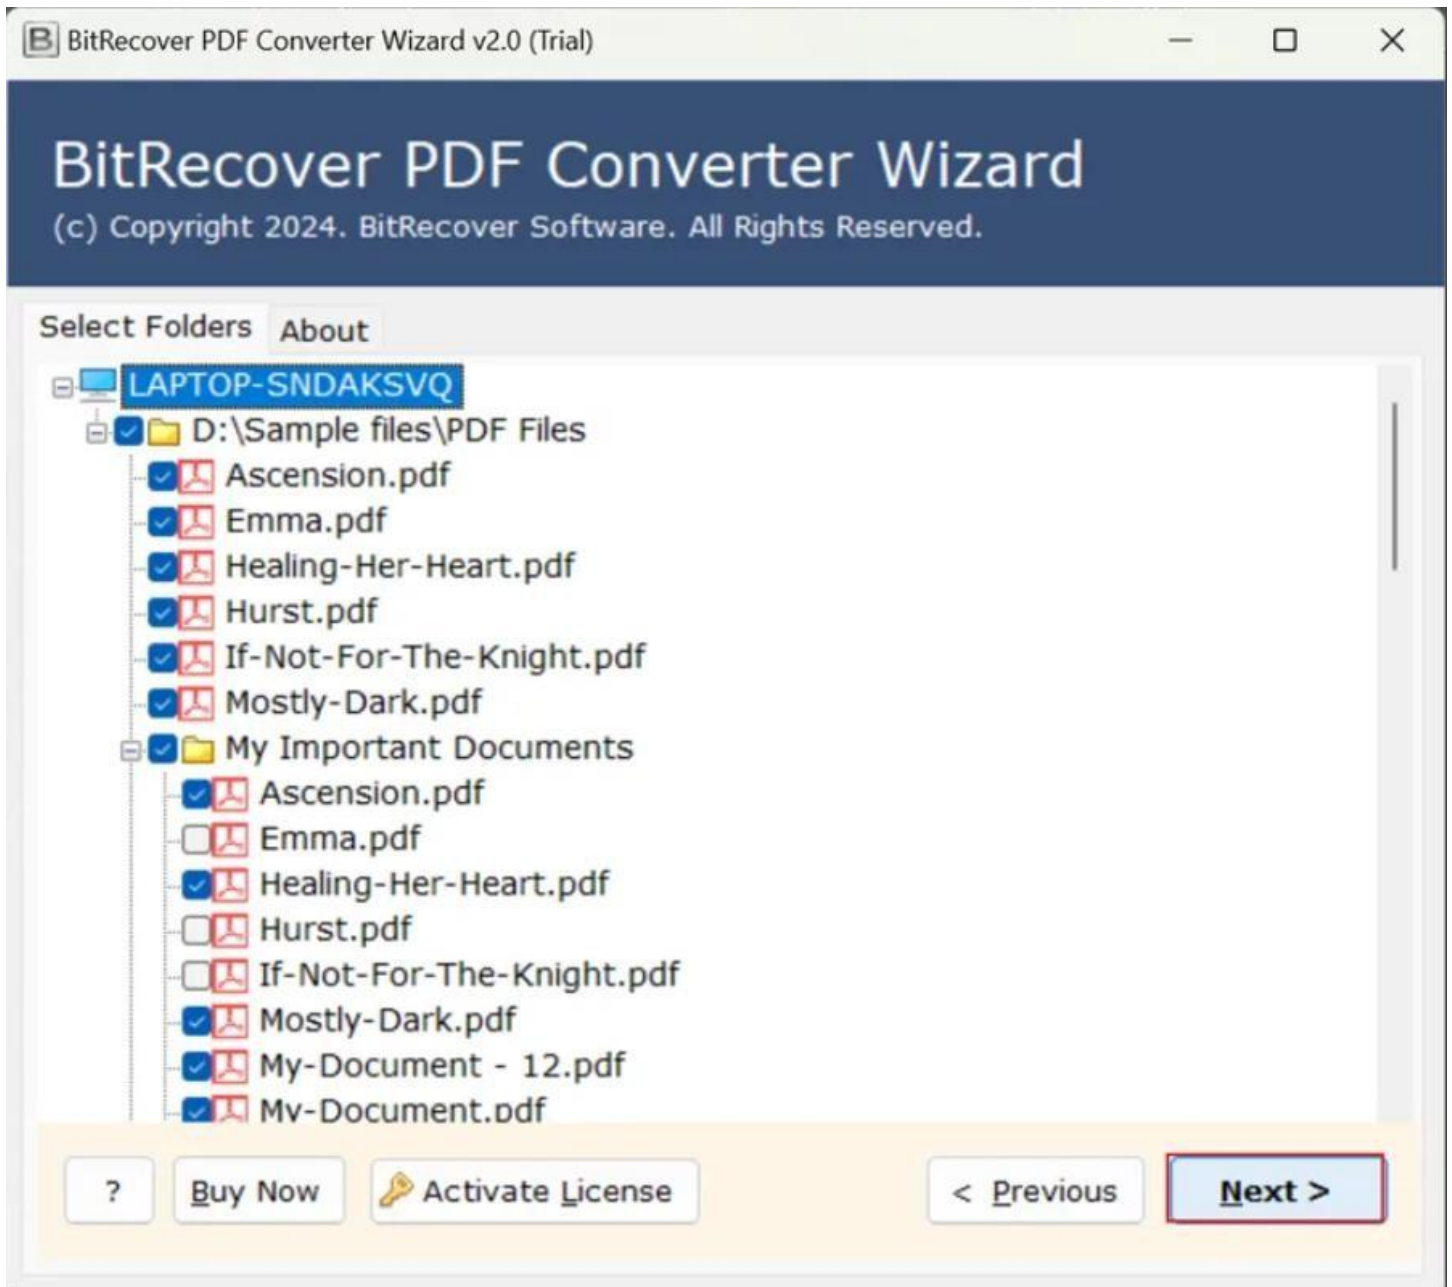 B BitRecover PDF Converter Wizard v2.0 (Trial)
BitRecover PDF Converter Wizard
(c) Copyright 2024. BitRecover Software. All Rights Reserved.
Select Folders About
LAPTOP-SNDAKSVQ
D:\Sample files\PDF Files
Ascension.pdf
Emma.pdf
Healing-Her-Heart.pdf
Hurst.pdf
If-Not-For-The-Knight.pdf
Mostly-Dark.pdf
My Important Documents
Ascension.pdf
Emma.pdf
Healing-Her-Heart.pdf
Hurst.pdf
If-Not-For-The-Knight.pdf
Mostly-Dark.pdf
My-Document - 12.pdf
My-Document.pdf
? Buy Now Activate License < Previous Next >